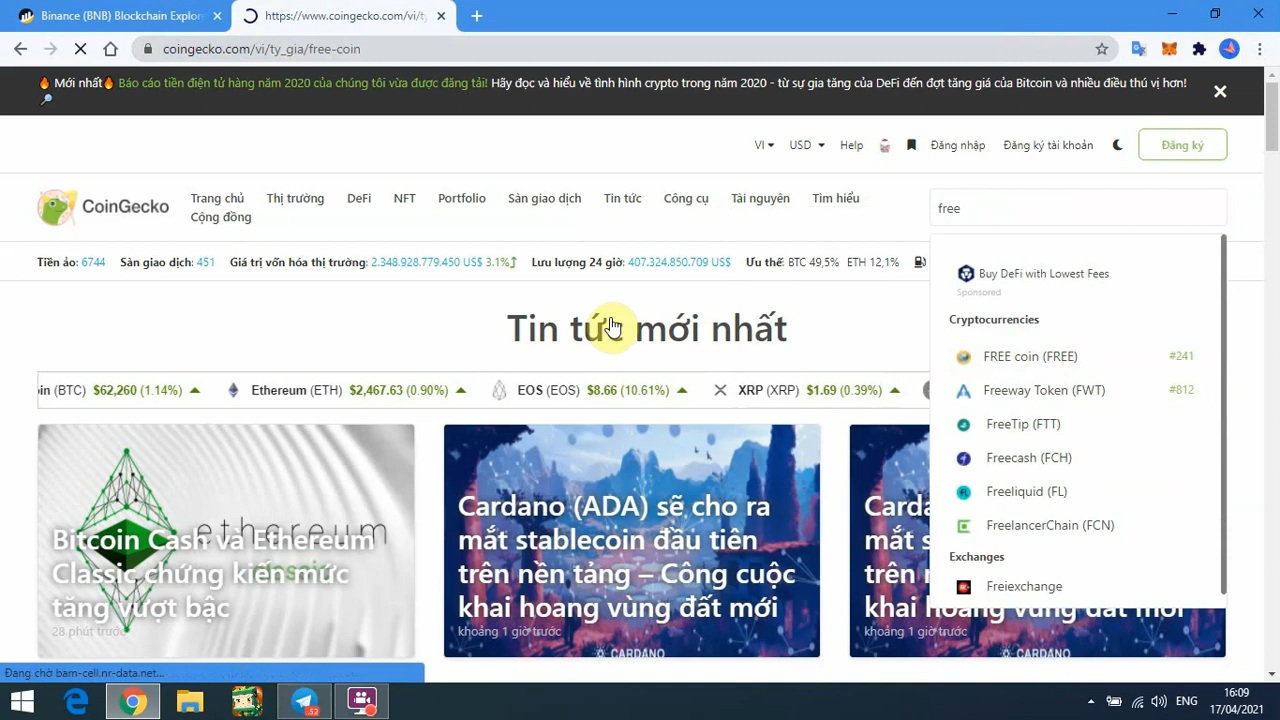 Binance (BNB) Blockchain Explor
https://www.coingecko.com/vi/ty
coingecko.com/vi/ty_gia/free-coin
🔥 Mới nhất🔥 Báo cáo tiền điện tử hàng năm 2020 của chúng tôi vừa được đăng tải! Hãy đọc và hiểu về tình hình crypto trong năm 2020 - từ sự gia tăng của DeFi đến đợt tăng giá của Bitcoin và nhiều điều thú vị hơn!
VI USD Help Đăng nhập Đăng ký tài khoản Đăng ký
CoinGecko
Trang chủ Thị trường DeFi NFT Portfolio Sàn giao dịch Tin tức Công cụ Tài nguyên Tìm hiểu
Cộng đồng
free
Tiền ảo: 6744 Sàn giao dịch: 451 Giá trị vốn hóa thị trường: 2.348.928.779.450 US$ 3.1% Lưu lượng 24 giờ: 407.324.850.709 US$ Ưu thế: BTC 49,5% ETH 12,1%
Buy DeFi with Lowest Fees
Sponsored
Cryptocurrencies
FREE coin (FREE) #241
Freeway Token (FWT) #812
FreeTip (FTT)
Freecash (FCH)
Freeliquid (FL)
FreelancerChain (FCN)
Exchanges
Freiexchange
Tin tức mới nhất
oin (BTC) $62,260 (1.14%) Ethereum (ETH) $2,467.63 (0.90%) EOS (EOS) $8.66 (10.61%) XRP (XRP) $1.69 (0.39%)
ethereum
classic
Bitcoin Cash và Ethereum
Classic chứng kiến mức
tăng vượt bậc
28 phút trước
Cardano (ADA) sẽ cho ra
mắt stablecoin đầu tiên
trên nền tảng – Công cuộc
khai hoang vùng đất mới
khoảng 1 giờ trước
CARDANO
Carda
mắt s
trên n
khai hoang vùng đất mới
khoảng 1 giờ trước
CARDANO
Đang chờ bam-cell.nr-data.net...
52
ENG
16:09
17/04/2021